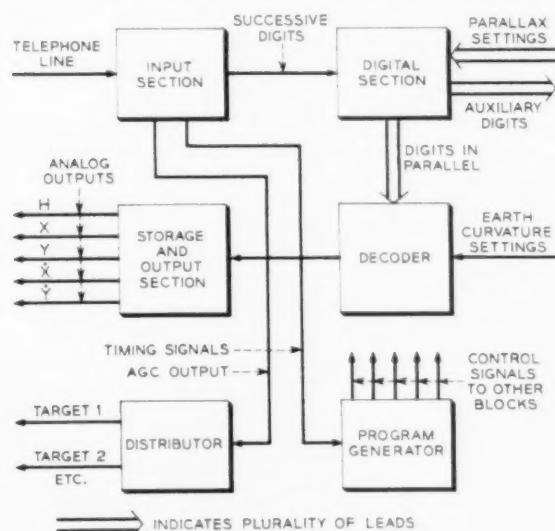 TELEPHONE
LINE
INPUT
SECTION
SUCCESSIVE
DIGITS
DIGITAL
SECTION
PARALLAX
SETTINGS
AUXILIARY
DIGITS
DIGITS IN
PARALLEL
ANALOG
OUTPUTS
H
X
Y
Ẋ
Ẏ
STORAGE
AND
OUTPUT
SECTION
DECODER
EARTH
CURVATURE
SETTINGS
TIMING SIGNALS
AGC OUTPUT
CONTROL
SIGNALS
TO OTHER
BLOCKS
TARGET 1
TARGET 2
ETC.
DISTRIBUTOR
PROGRAM
GENERATOR
INDICATES PLURALITY OF LEADS